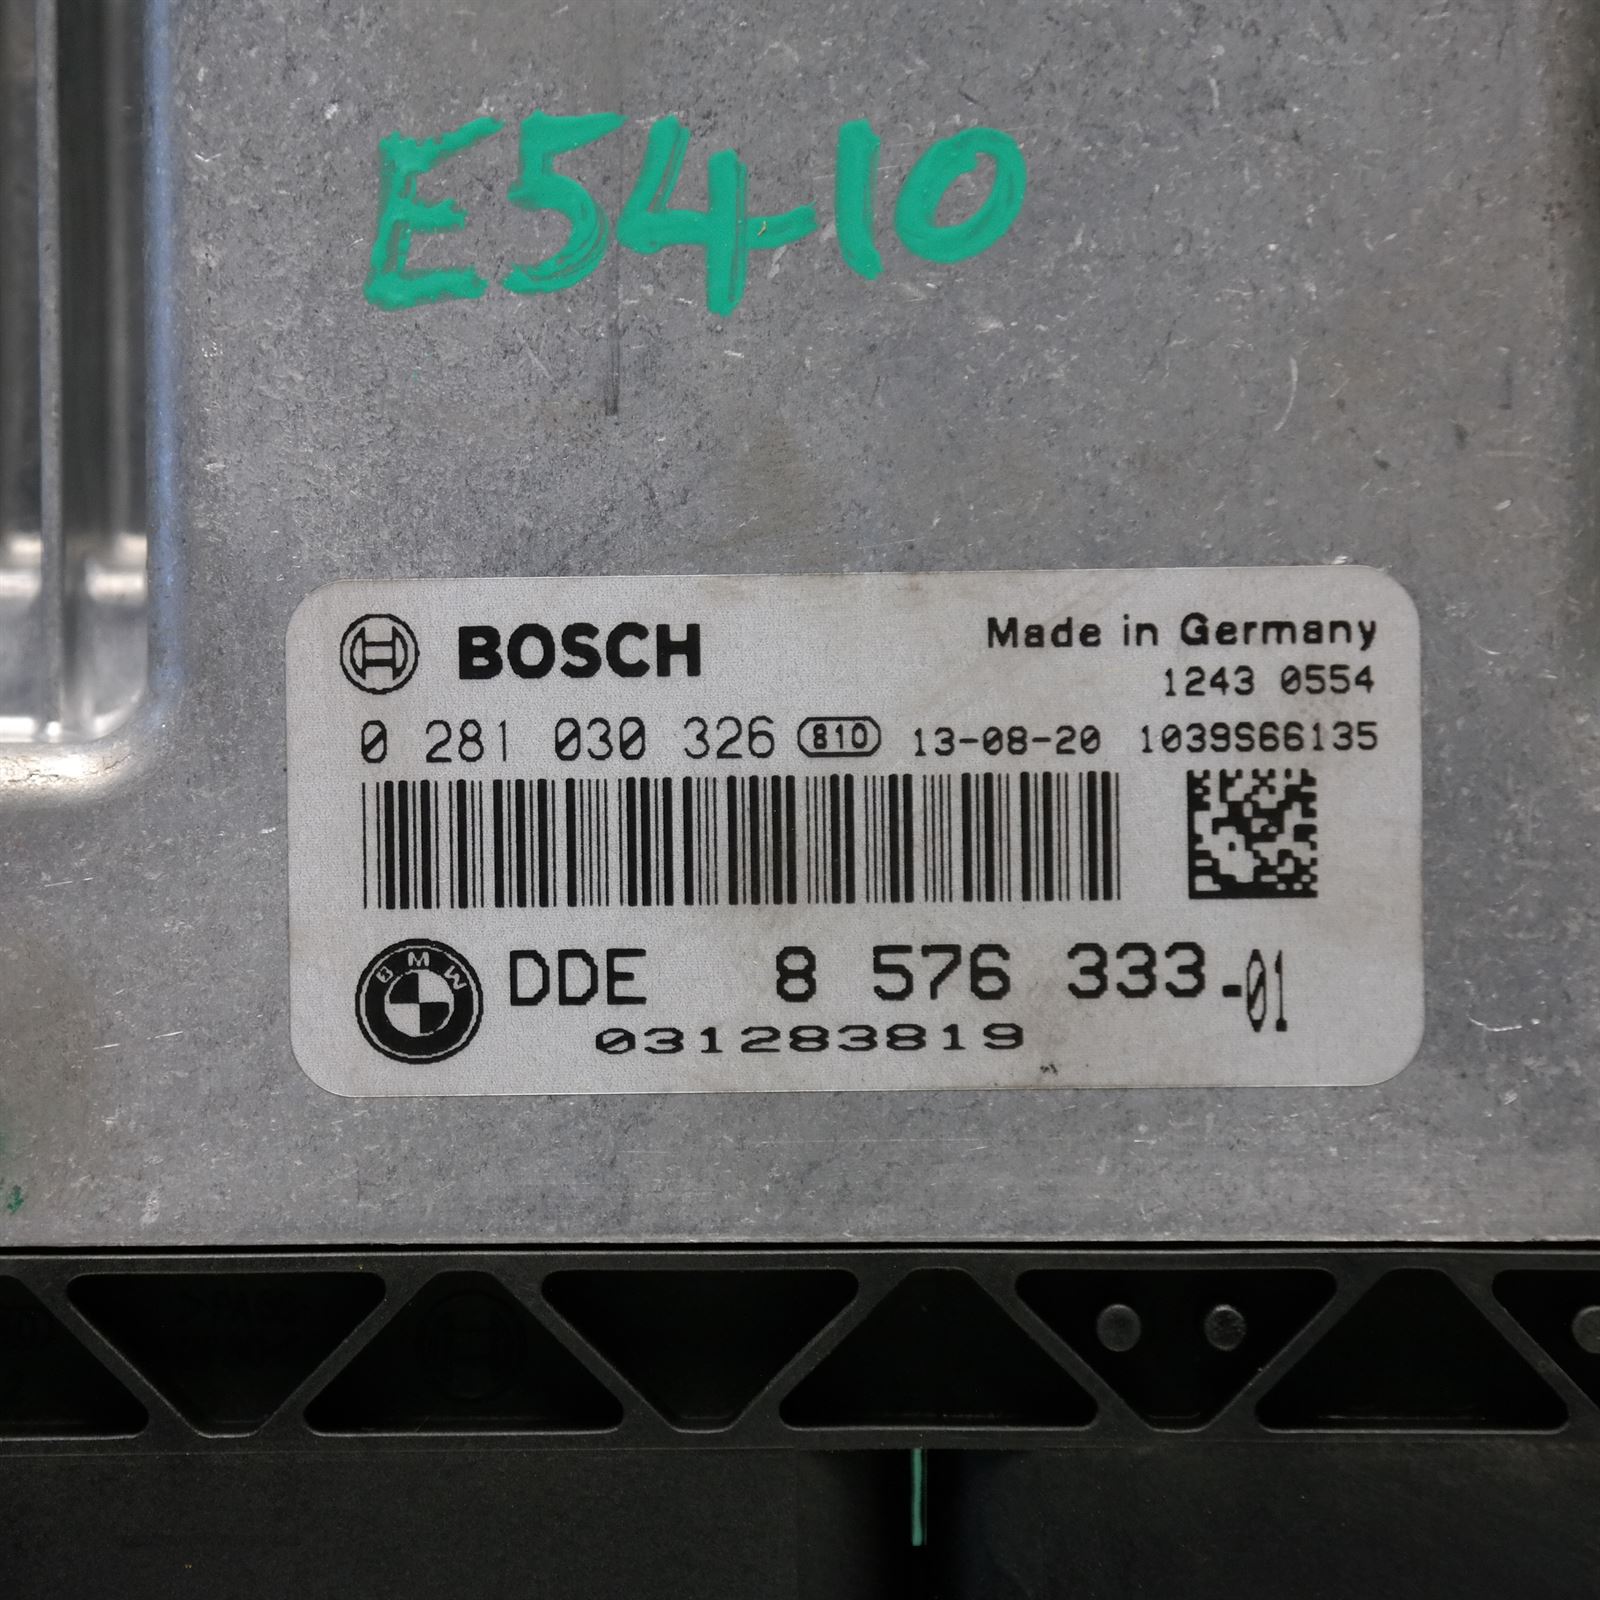 E5410
BOSCH
Made in Germany
1243 0554
0 281 030 326 810 13-08-20 1039S66135
BMW
DDE 8 576 333-01
031283819